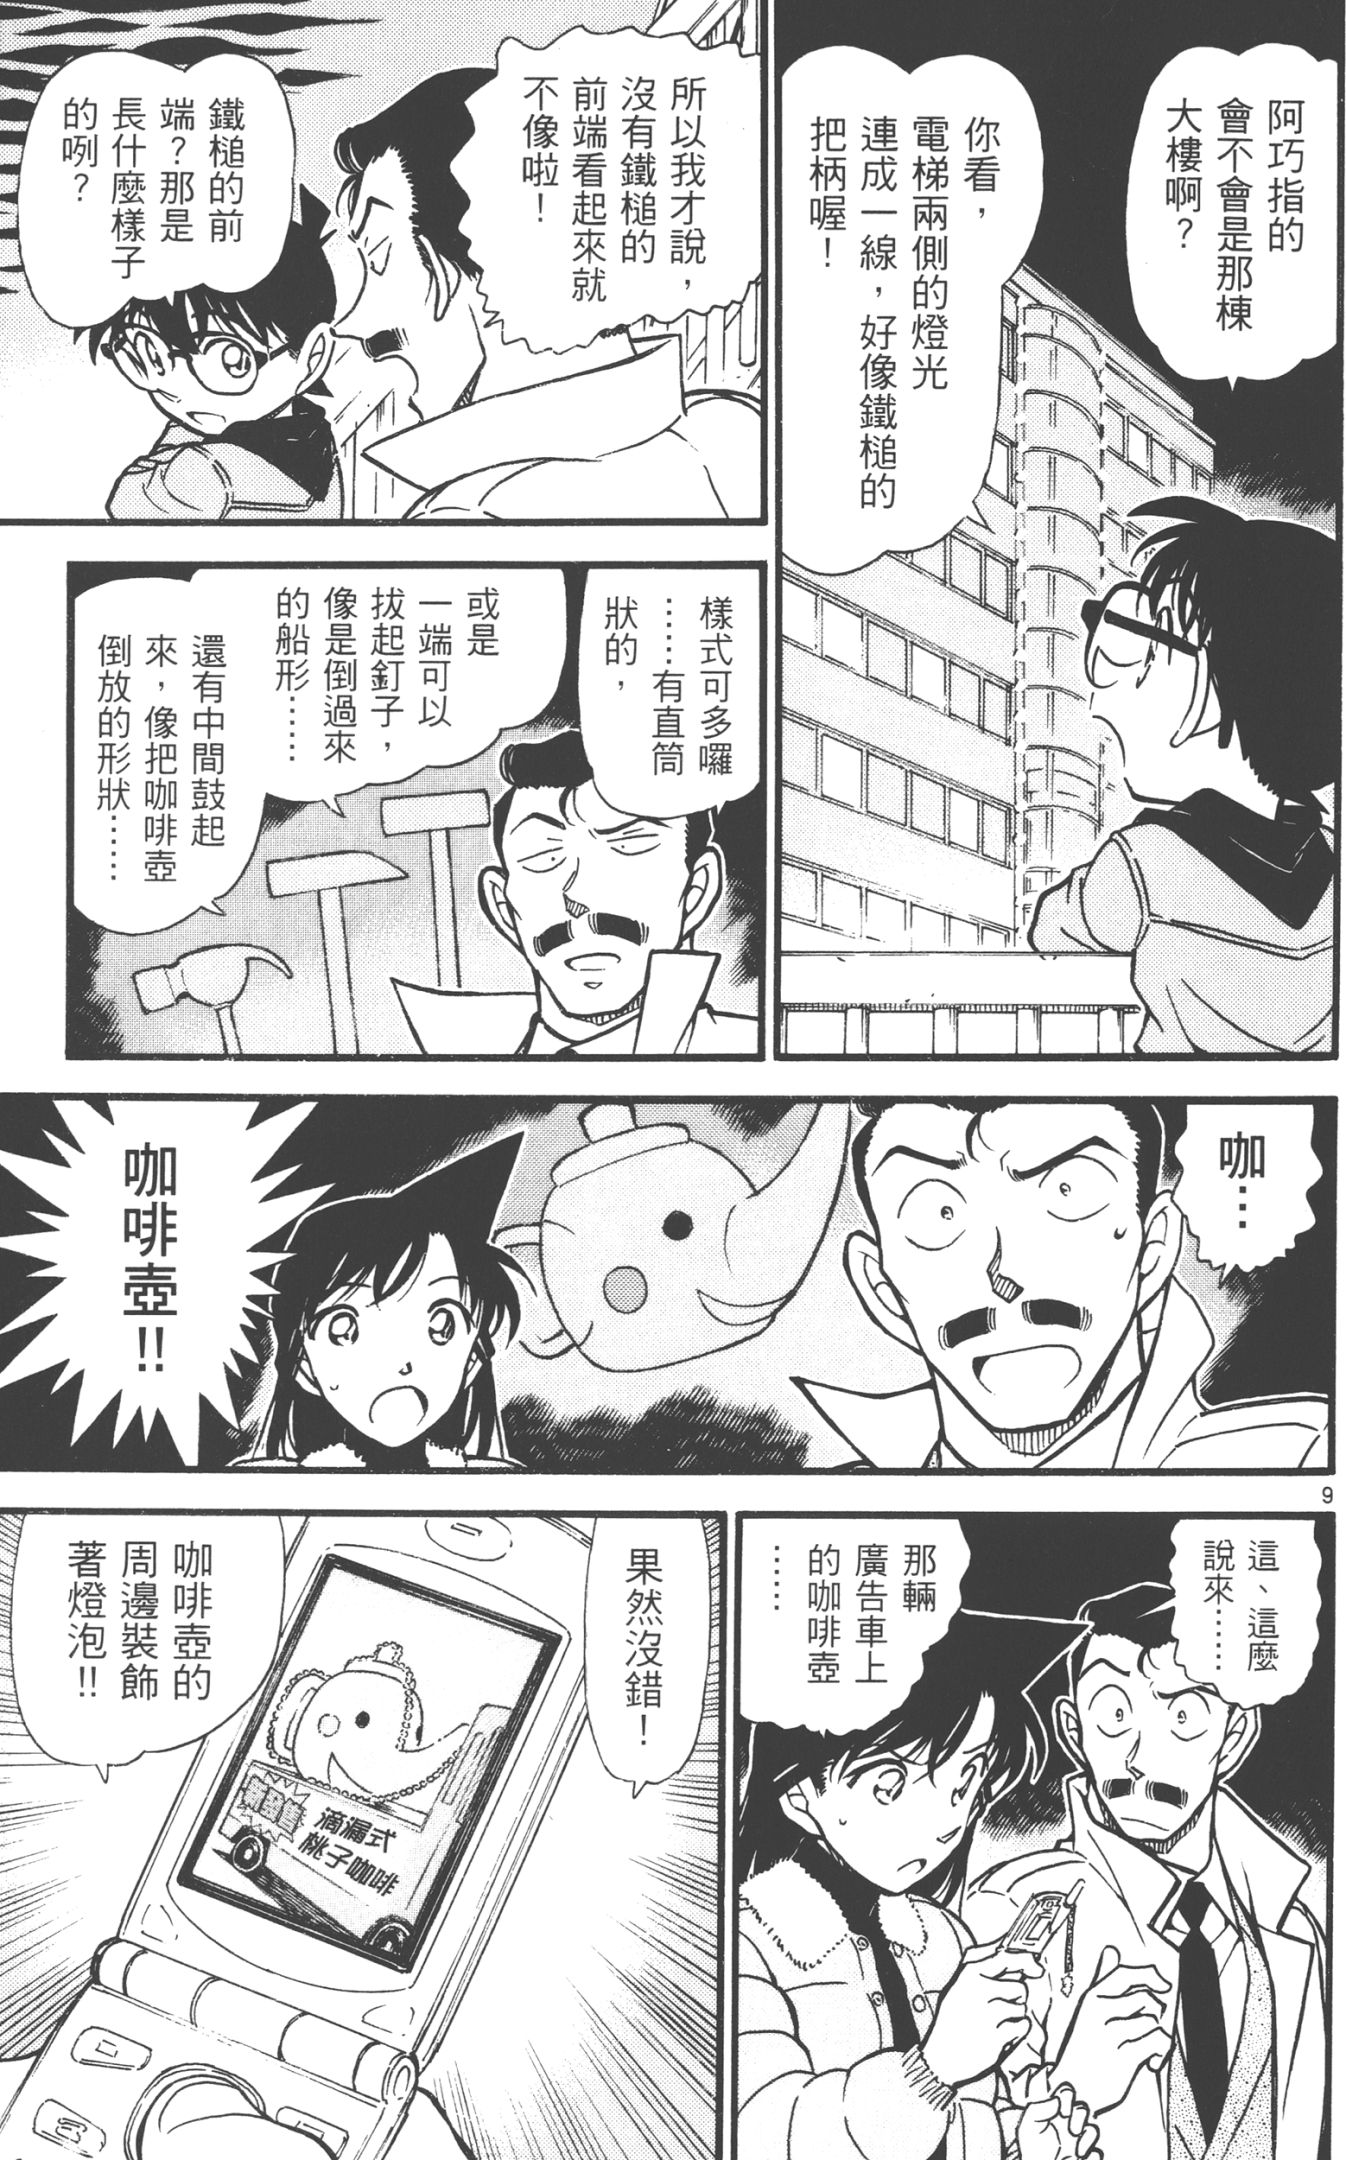 阿巧指的
會不會是那棟
大樓啊？
你看，
電梯兩側的燈光
連成一線，好像鐵槌的
把柄喔！
所以我才說，
沒有鐵槌的
前端看起來就
不像啦！
鐵槌的前
端？那是
長什麼樣子
的咧？
樣式可多囉
……有直筒
狀的，
或是
一端可以
拔起釘子，
像是倒過來
的船形……
還有中間鼓起
來，像把咖啡壺
倒放的形狀……
咖…
咖啡壺!!
9
這、這麼
說來……
那輛
廣告車上
的咖啡壺
……
果然沒錯！
咖啡壺的
周邊裝飾
著燈泡!!
滴漏式
桃子咖啡